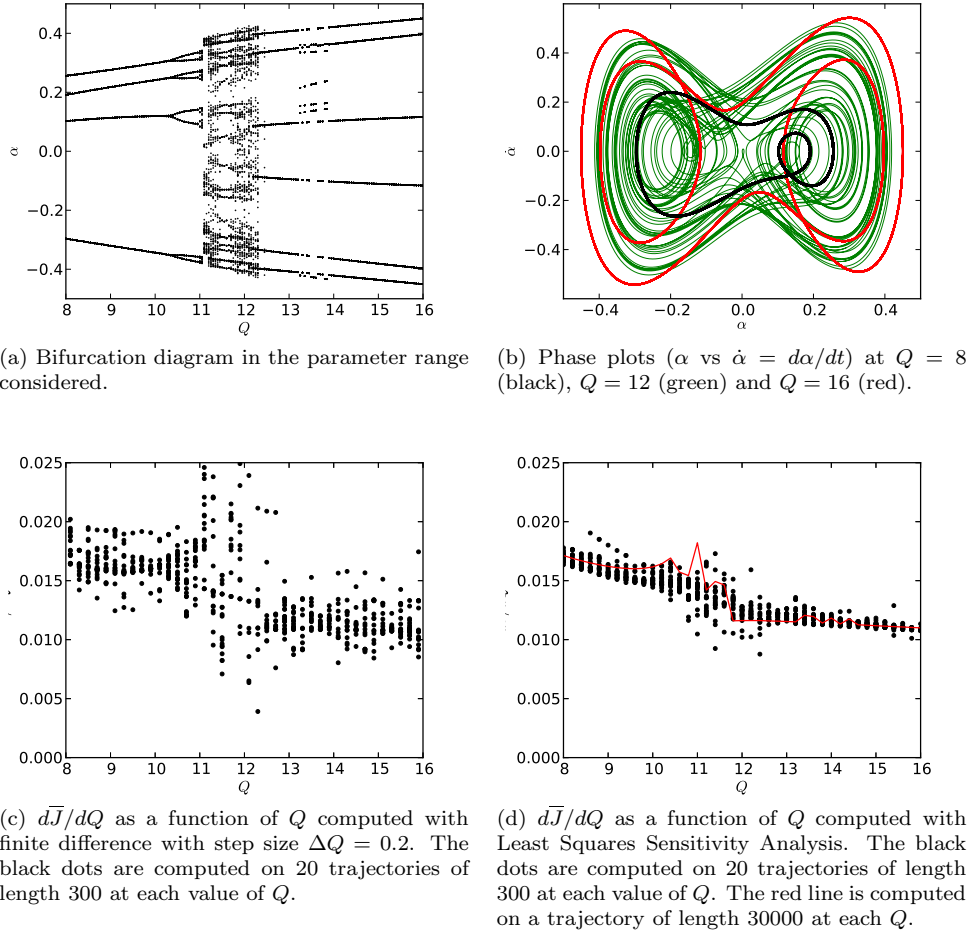 0.4
0.2
0.0
−0.2
−0.4
α
8 9 10 11 12 13 14 15 16
Q
(a) Bifurcation diagram in the parameter range
considered.
0.4
0.2
0.0
−0.2
−0.4
α̇
−0.4 −0.2 0.0 0.2 0.4
α
(b) Phase plots (α vs α̇ = dα/dt) at Q = 8
(black), Q = 12 (green) and Q = 16 (red).
0.025
0.020
0.015
0.010
0.005
0.000
8 9 10 11 12 13 14 15 16
Q
(c) dJ̅/dQ as a function of Q computed with
finite difference with step size ΔQ = 0.2. The
black dots are computed on 20 trajectories of
length 300 at each value of Q.
0.025
0.020
0.015
0.010
0.005
0.000
8 9 10 11 12 13 14 15 16
Q
(d) dJ̅/dQ as a function of Q computed with
Least Squares Sensitivity Analysis. The black
dots are computed on 20 trajectories of length
300 at each value of Q. The red line is computed
on a trajectory of length 30000 at each Q.